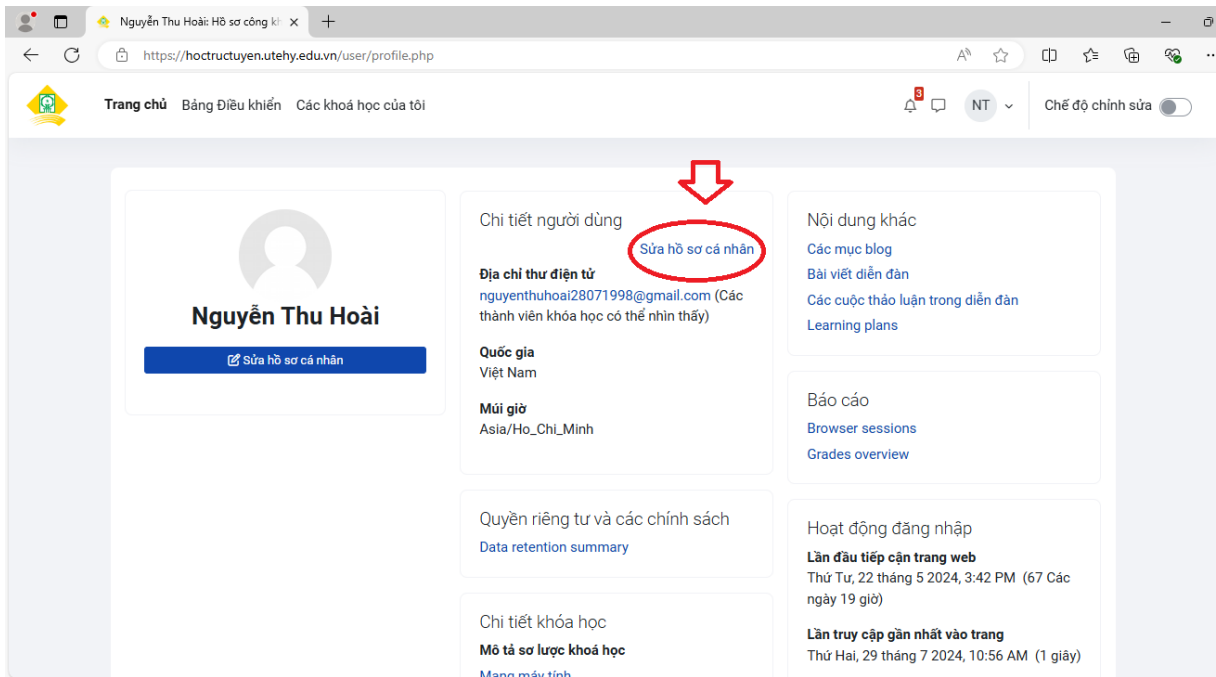 Nguyễn Thu Hoài: Hồ sơ công kh
https://hoctructuyen.utehy.edu.vn/user/profile.php
Trang chủ Bảng Điều khiển Các khoá học của tôi
3
NT
Chế độ chỉnh sửa
Nguyễn Thu Hoài
Sửa hồ sơ cá nhân
Chi tiết người dùng
Sửa hồ sơ cá nhân
Địa chỉ thư điện tử
nguyenthuhoai28071998@gmail.com (Các
thành viên khóa học có thể nhìn thấy)
Quốc gia
Việt Nam
Múi giờ
Asia/Ho_Chi_Minh
Quyền riêng tư và các chính sách
Data retention summary
Chi tiết khóa học
Mô tả sơ lược khoá học
Mạng máy tính
Nội dung khác
Các mục blog
Bài viết diễn đàn
Các cuộc thảo luận trong diễn đàn
Learning plans
Báo cáo
Browser sessions
Grades overview
Hoạt động đăng nhập
Lần đầu tiếp cận trang web
Thứ Tư, 22 tháng 5 2024, 3:42 PM (67 Các
ngày 19 giờ)
Lần truy cập gần nhất vào trang
Thứ Hai, 29 tháng 7 2024, 10:56 AM (1 giây)